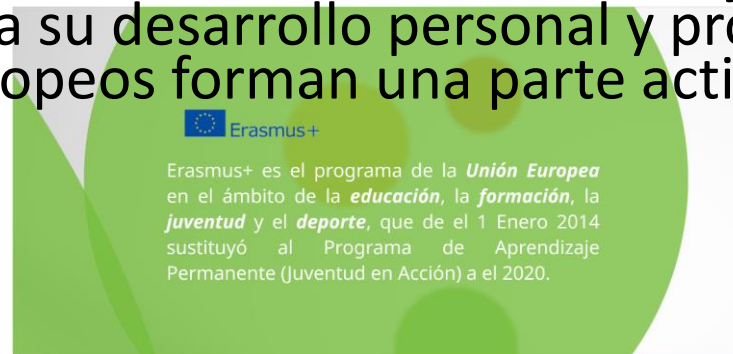 a su desarrollo personal y
opeos forman una parte
Erasmus+
Erasmus+ es el programa de la Unión Europea
en el ámbito de la educación, la formación, la
juventud y el deporte, que de el 1 Enero 2014
sustituyó al Programa de Aprendizaje
Permanente (Juventud en Acción) a el 2020.